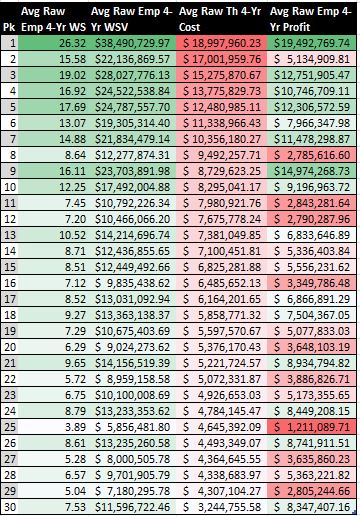 Pk Avg Raw Emp 4-Yr WS Avg Raw Emp 4-Yr WSV Avg Raw Th 4-Yr Cost Avg Raw Emp 4-Yr Profit
1 26.32 $38,490,729.97 $18,997,960.23 $19,492,769.74
2 15.58 $22,136,869.57 $17,001,959.76 $ 5,134,909.81
3 19.02 $28,027,776.13 $15,275,870.67 $12,751,905.47
4 16.92 $24,522,538.84 $13,775,829.73 $10,746,709.11
5 17.69 $24,787,557.70 $12,480,985.11 $12,306,572.59
6 13.07 $19,305,314.40 $11,338,966.43 $ 7,966,347.98
7 14.88 $21,834,479.14 $10,356,180.27 $11,478,298.87
8 8.64 $12,277,874.31 $ 9,492,257.71 $ 2,785,616.60
9 16.11 $23,703,891.98 $ 8,729,623.25 $14,974,268.73
10 12.25 $17,492,004.88 $ 8,295,041.17 $ 9,196,963.72
11 7.45 $10,792,226.34 $ 7,980,921.76 $ 2,843,281.64
12 7.20 $10,466,066.20 $ 7,675,778.24 $ 2,790,287.96
13 10.52 $14,214,696.74 $ 7,381,049.85 $ 6,833,646.89
14 8.71 $12,436,855.65 $ 7,100,451.81 $ 5,336,403.84
15 8.51 $12,449,492.66 $ 6,825,281.88 $ 5,556,231.62
16 7.12 $ 9,835,438.62 $ 6,485,652.13 $ 3,349,786.48
17 8.52 $13,031,092.94 $ 6,164,201.65 $ 6,866,891.29
18 9.27 $13,363,138.37 $ 5,858,771.32 $ 7,504,367.05
19 7.29 $10,675,403.69 $ 5,597,570.67 $ 5,077,833.03
20 6.29 $ 9,024,273.62 $ 5,376,170.43 $ 3,648,103.19
21 9.65 $14,156,519.39 $ 5,221,724.57 $ 8,934,794.82
22 5.72 $ 8,959,158.58 $ 5,072,331.87 $ 3,886,826.71
23 6.75 $10,100,008.69 $ 4,926,653.03 $ 5,173,355.65
24 8.79 $13,233,353.62 $ 4,784,145.47 $ 8,449,208.15
25 3.89 $ 5,856,481.80 $ 4,645,392.09 $ 1,211,089.71
26 8.61 $13,235,260.58 $ 4,493,349.07 $ 8,741,911.51
27 5.28 $ 8,000,505.78 $ 4,364,645.55 $ 3,635,860.23
28 6.57 $ 9,701,905.79 $ 4,338,683.97 $ 5,363,221.82
29 5.04 $ 7,180,295.78 $ 4,307,104.27 $ 2,805,244.66
30 7.53 $11,596,722.46 $ 3,244,755.58 $ 8,347,407.16